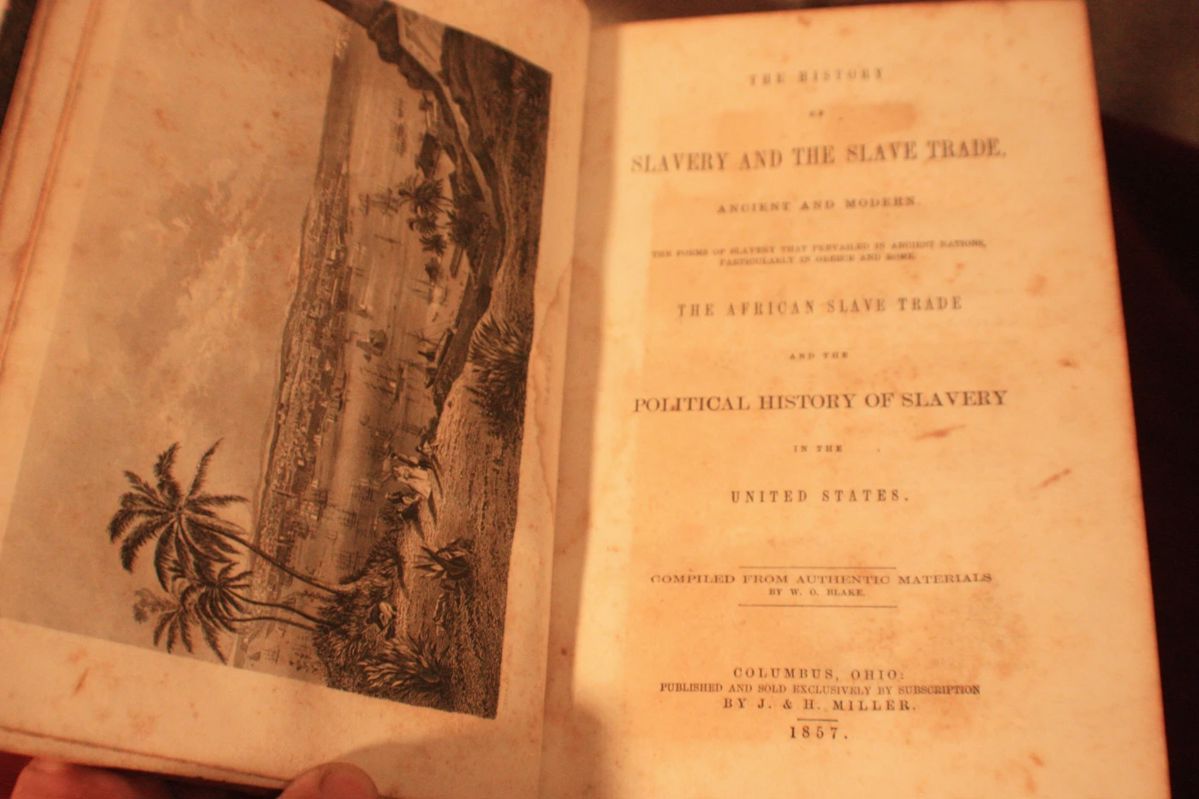 THE HISTORY
OF
SLAVERY AND THE SLAVE TRADE,
ANCIENT AND MODERN.
THE FORMS OF SLAVERY THAT PREVAILED IN ANCIENT NATIONS,
PARTICULARLY IN GREECE AND ROME.
THE AFRICAN SLAVE TRADE
AND THE
POLITICAL HISTORY OF SLAVERY
IN THE
UNITED STATES.
COMPILED FROM AUTHENTIC MATERIALS
BY W. O. BLAKE.
COLUMBUS, OHIO:
PUBLISHED AND SOLD EXCLUSIVELY BY SUBSCRIPTION
BY J. & H. MILLER.
1857.